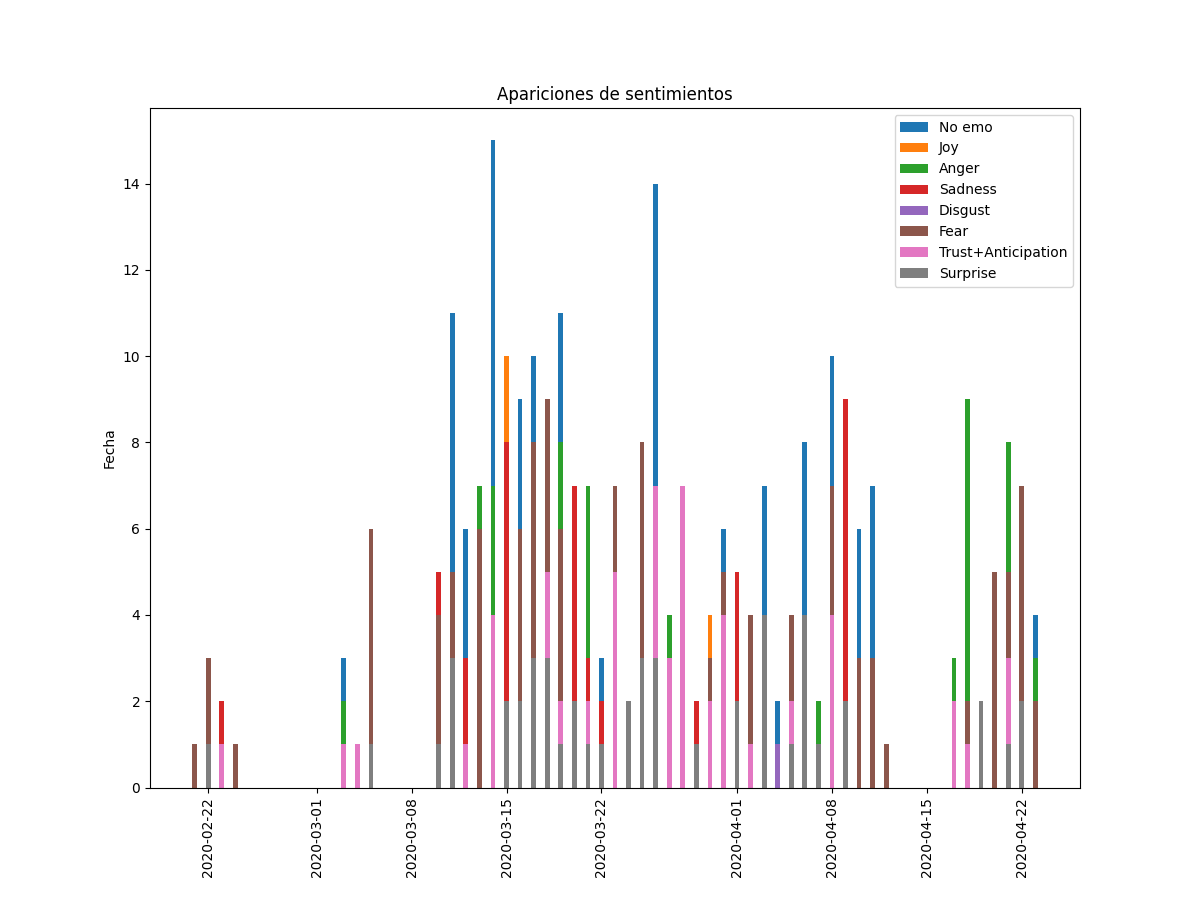 Apariciones de sentimientos
No emo
Joy
Anger
Sadness
Disgust
Fear
Trust+Anticipation
Surprise
Fecha
14
12
10
8
6
4
2
0
2020-02-22
2020-03-01
2020-03-08
2020-03-15
2020-03-22
2020-04-01
2020-04-08
2020-04-15
2020-04-22